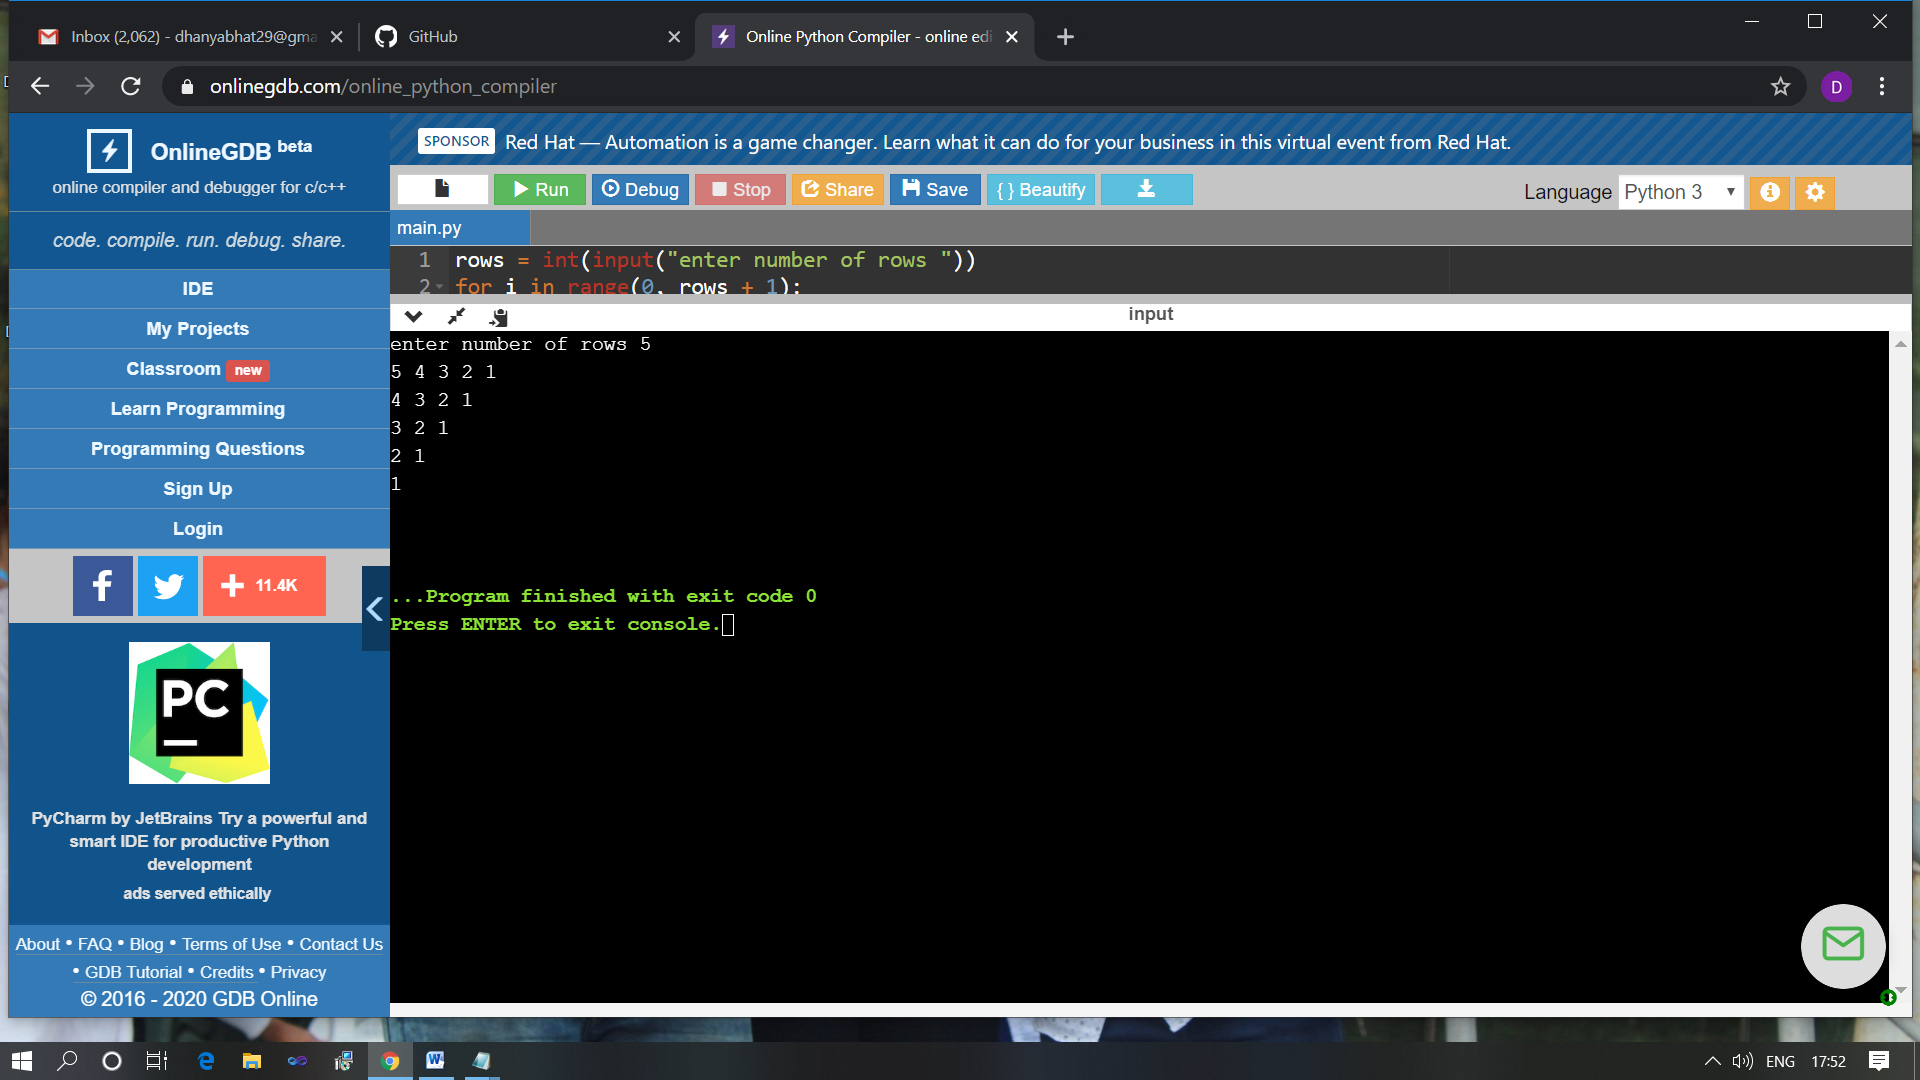 Inbox (2,062) - dhanyabhat29@gma
GitHub
Online Python Compiler - online edi
onlinegdb.com/online_python_compiler
D
OnlineGDB beta
online compiler and debugger for c/c++
code. compile. run. debug. share.
IDE
My Projects
Classroom new
Learn Programming
Programming Questions
Sign Up
Login
11.4K
PC
PyCharm by JetBrains Try a powerful and
smart IDE for productive Python
development
ads served ethically
About • FAQ • Blog • Terms of Use • Contact Us
• GDB Tutorial • Credits • Privacy
© 2016 - 2020 GDB Online
SPONSOR Red Hat — Automation is a game changer. Learn what it can do for your business in this virtual event from Red Hat.
Run Debug Stop Share Save { } Beautify
Language Python 3
main.py
1 rows = int(input("enter number of rows "))
2 for i in range(0, rows + 1):
input
enter number of rows 5
5 4 3 2 1
4 3 2 1
3 2 1
2 1
1
...Program finished with exit code 0
Press ENTER to exit console.
ENG 17:52